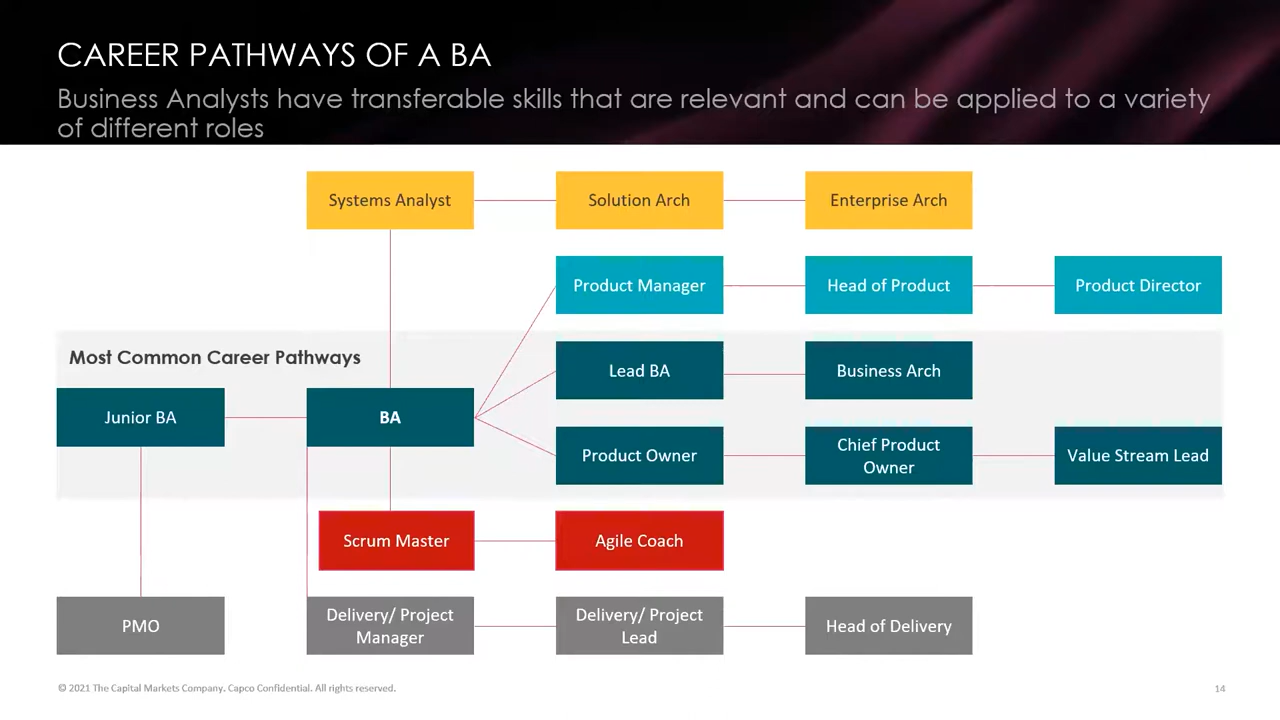 CAREER PATHWAYS OF A BA
Business Analysts have transferable skills that are relevant and can be applied to a variety
of different roles
Systems Analyst
Solution Arch
Enterprise Arch
Product Manager
Head of Product
Product Director
Most Common Career Pathways
Lead BA
Business Arch
Junior BA
BA
Product Owner
Chief Product
Owner
Value Stream Lead
Scrum Master
Agile Coach
PMO
Delivery/ Project
Manager
Delivery/ Project
Lead
Head of Delivery
© 2021 The Capital Markets Company. Capco Confidential. All rights reserved.
14